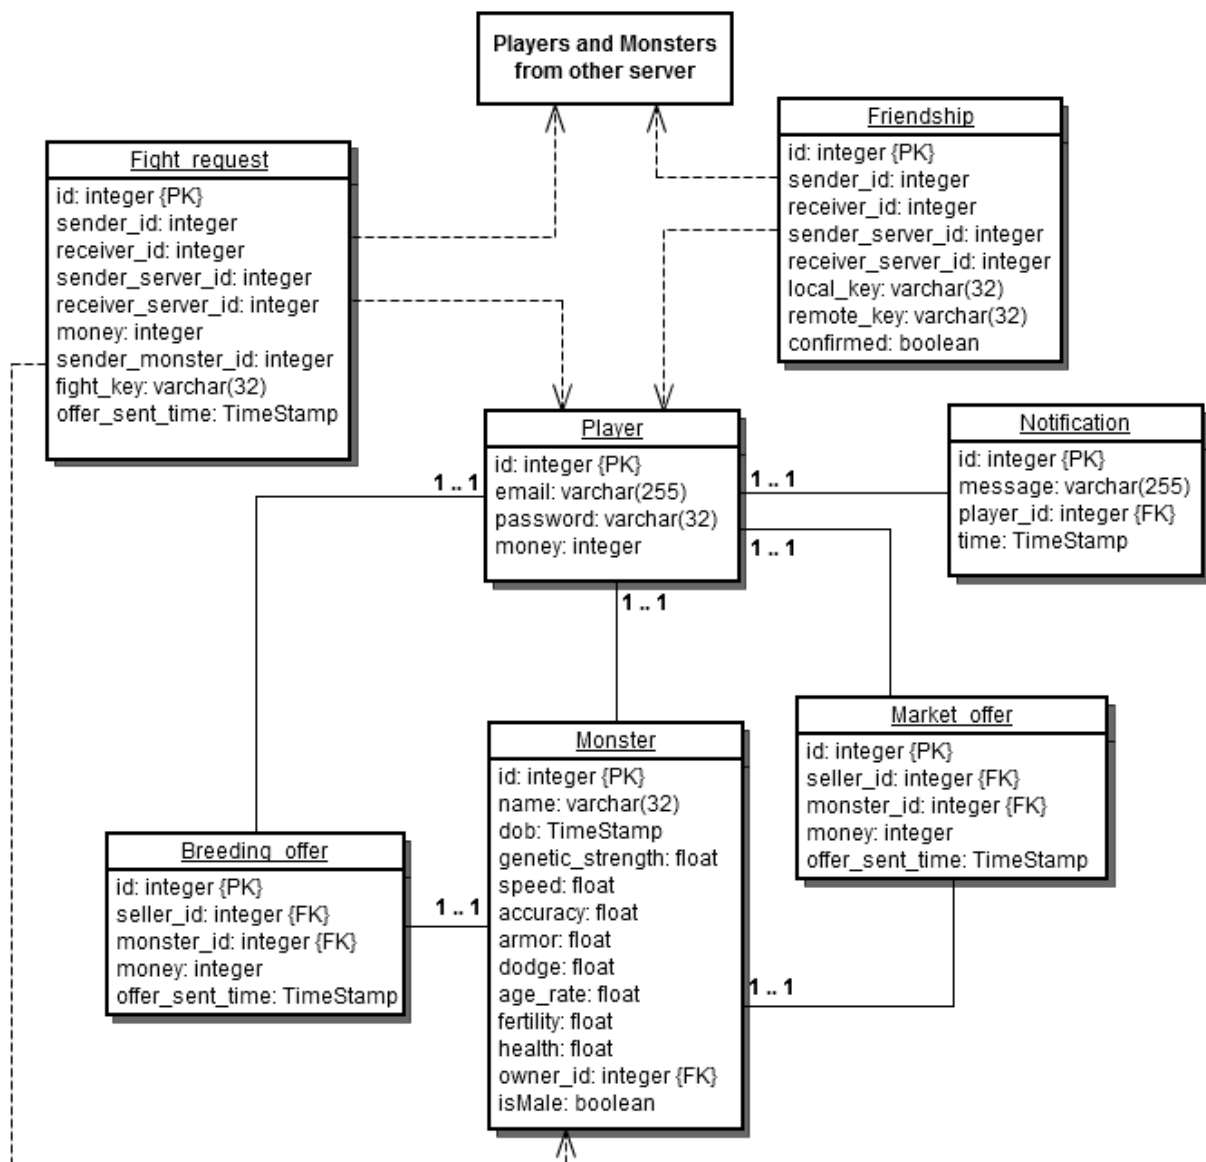 Players and Monsters
from other server
Friendship
id: integer {PK}
sender_id: integer
receiver_id: integer
sender_server_id: integer
receiver_server_id: integer
local_key: varchar(32)
remote_key: varchar(32)
confirmed: boolean
Fight_request
id: integer {PK}
sender_id: integer
receiver_id: integer
sender_server_id: integer
receiver_server_id: integer
money: integer
sender_monster_id: integer
fight_key: varchar(32)
offer_sent_time: TimeStamp
Player
id: integer {PK}
email: varchar(255)
password: varchar(32)
money: integer
1 .. 1
1 .. 1
1 .. 1
1 .. 1
Notification
id: integer {PK}
message: varchar(255)
player_id: integer {FK}
time: TimeStamp
Market_offer
id: integer {PK}
seller_id: integer {FK}
monster_id: integer {FK}
money: integer
offer_sent_time: TimeStamp
Monster
id: integer {PK}
name: varchar(32)
dob: TimeStamp
genetic_strength: float
speed: float
accuracy: float
armor: float
dodge: float
age_rate: float
fertility: float
health: float
owner_id: integer {FK}
isMale: boolean
1 .. 1
1 .. 1
Breeding_offer
id: integer {PK}
seller_id: integer {FK}
monster_id: integer {FK}
money: integer
offer_sent_time: TimeStamp